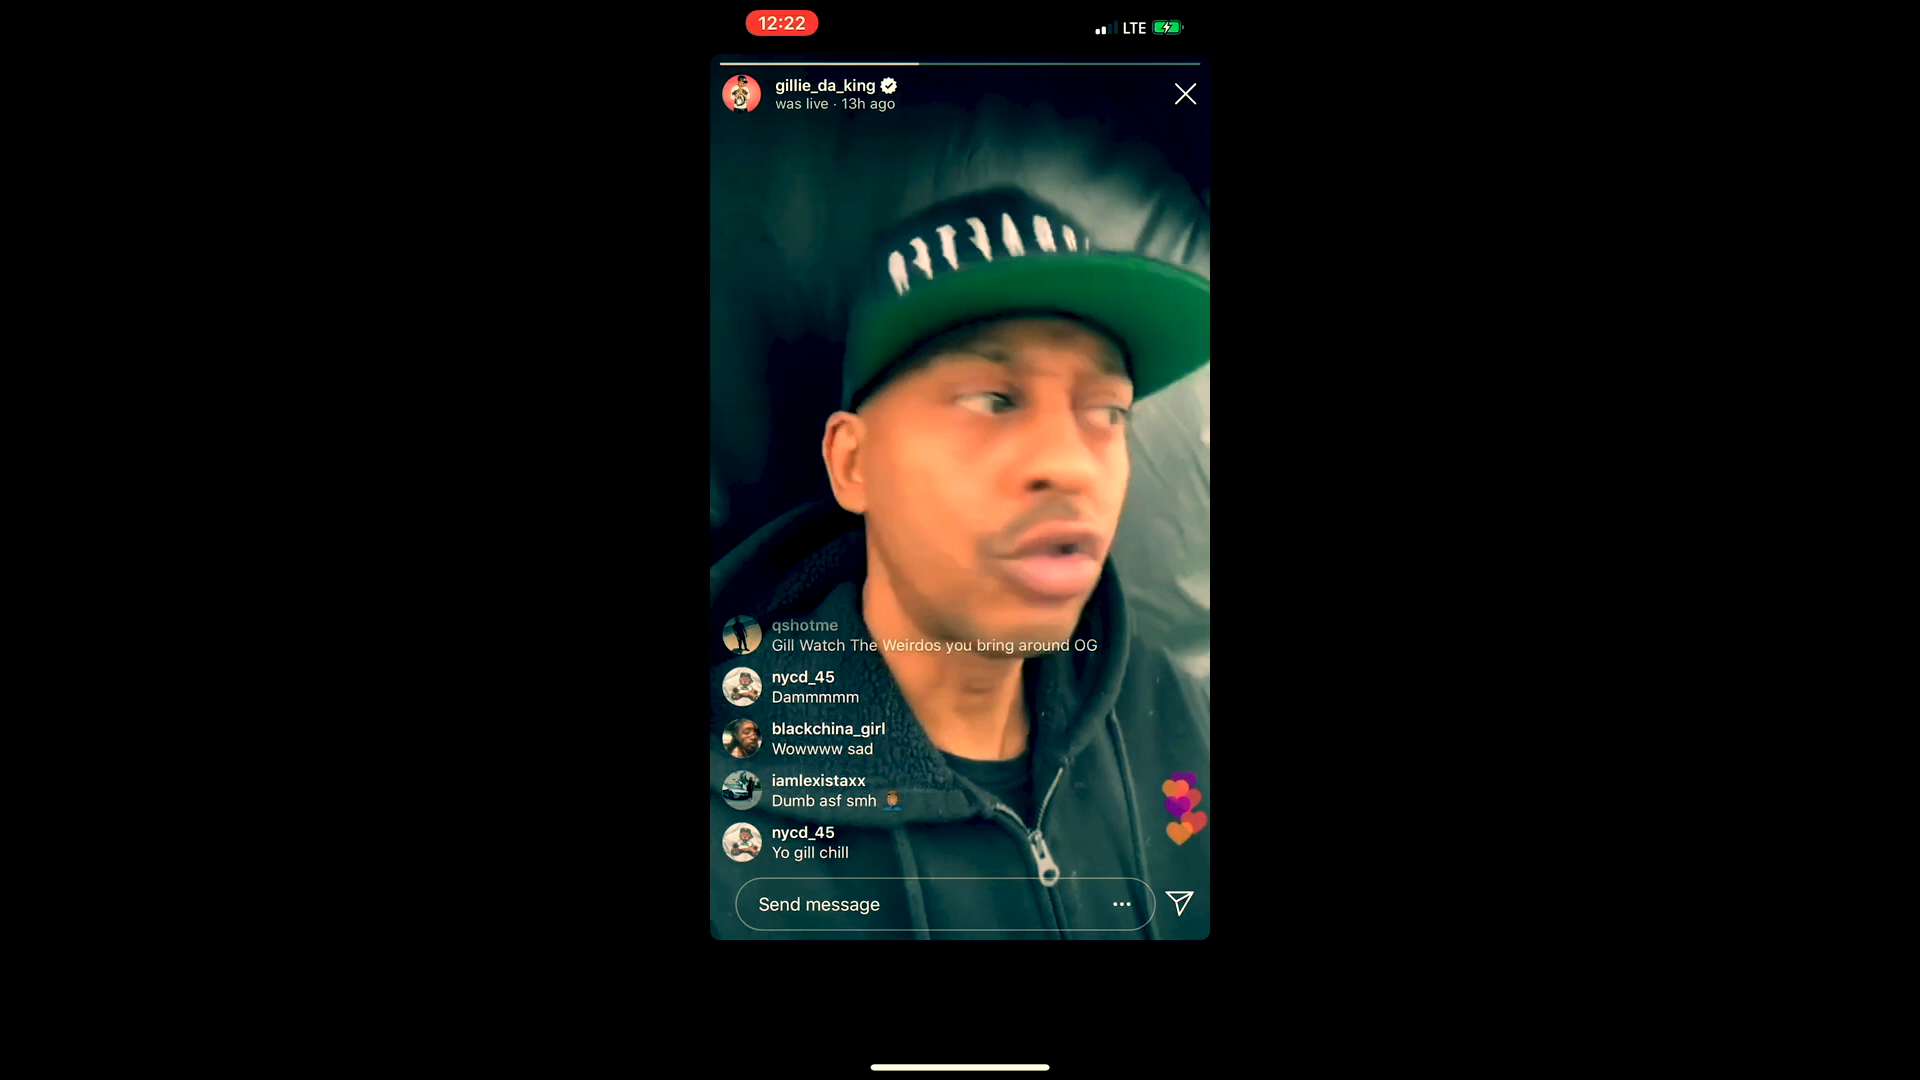 12:22
LTE
gillie_da_king
was live · 13h ago
qshotme
Gill Watch The Weirdos you bring around OG
nycd_45
Dammmmm
blackchina_girl
Wowwww sad
iamlexistaxx
Dumb asf smh 🤦🏾‍♂️
nycd_45
Yo gill chill
Send message